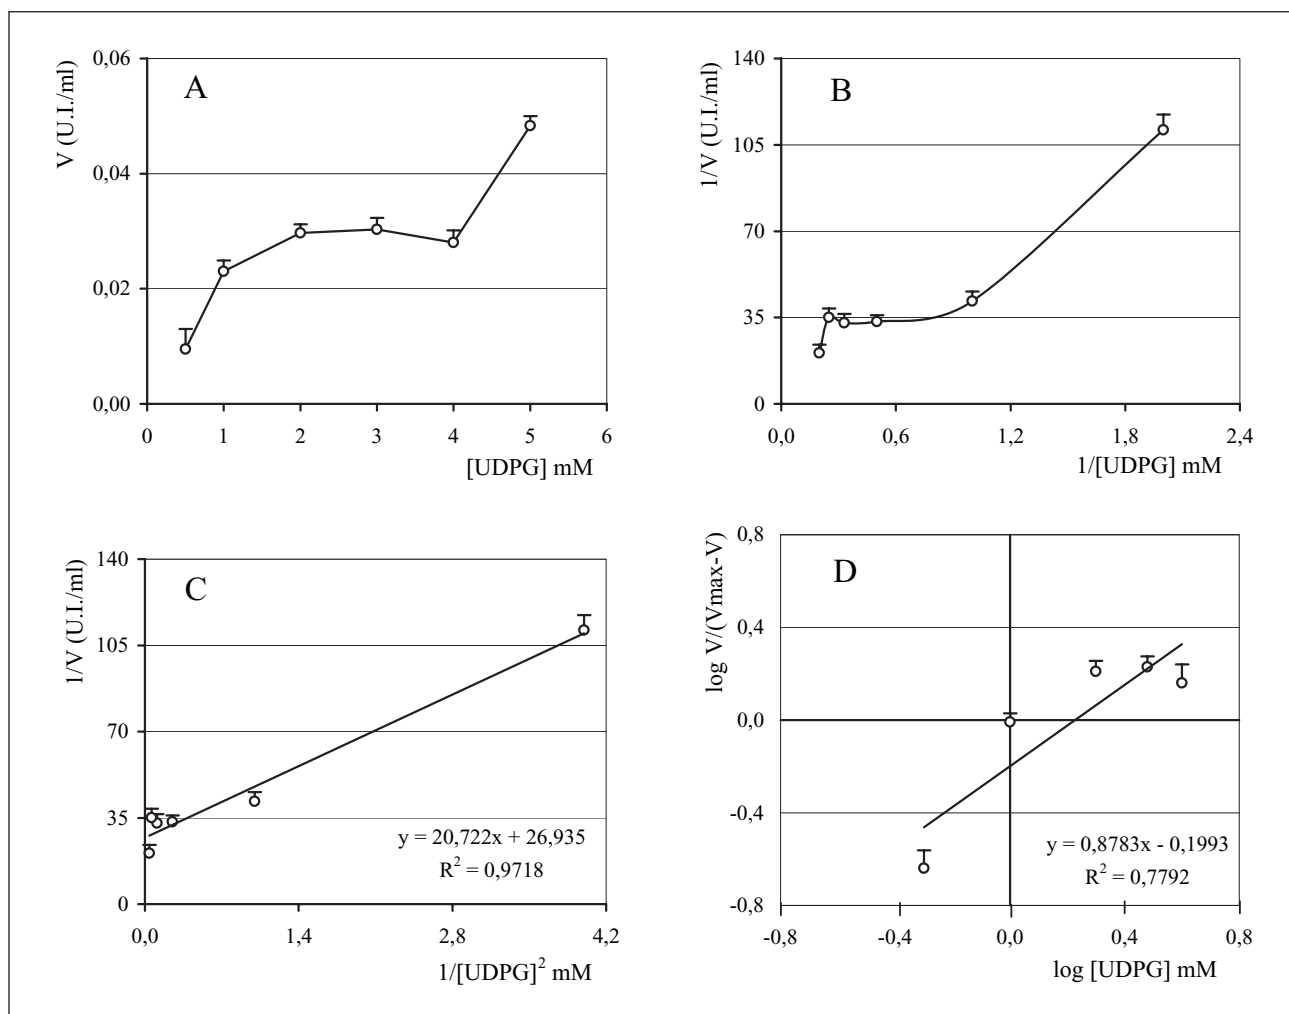 A
V (U.I./ml)
0,06
0,04
0,02
0,00
0 1 2 3 4 5 6
[UDPG] mM
B
1/V (U.I./ml)
140
105
70
35
0
0,0 0,6 1,2 1,8 2,4
1/[UDPG] mM
C
1/V (U.I./ml)
140
105
70
35
0
y = 20,722x + 26,935
R² = 0,9718
0,0 1,4 2,8 4,2
1/[UDPG]² mM
D
log V/(Vmax-V)
0,8
0,4
0,0
-0,4
-0,8
y = 0,8783x - 0,1993
R² = 0,7792
-0,8 -0,4 0,0 0,4 0,8
log [UDPG] mM